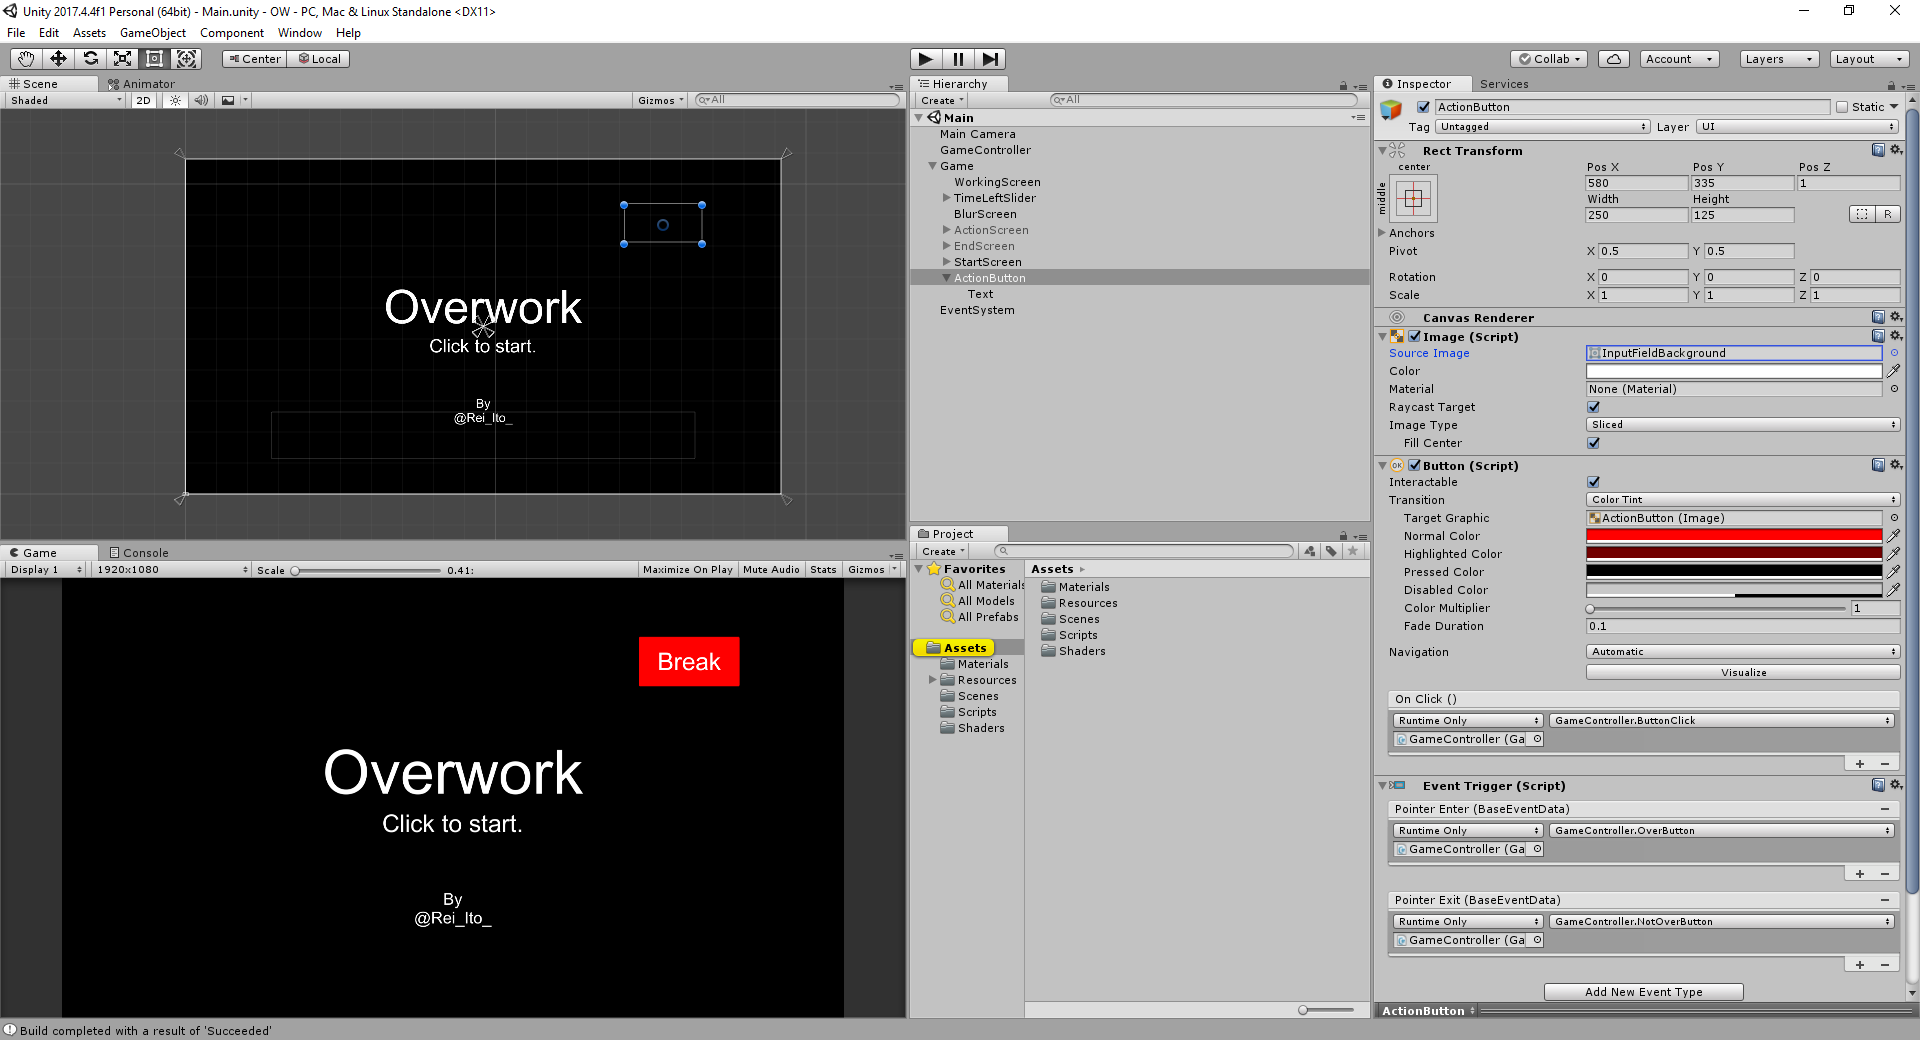 Unity 2017.4.4f1 Personal (64bit) - Main.unity - OW - PC, Mac & Linux Standalone <DX11>
File Edit Assets GameObject Component Window Help
Center Local
Collab Account Layers Layout
Scene Animator
Shaded 2D Gizmos All
Overwork
Click to start.
By
@Rei_Ito_
Game Console
Display 1 1920x1080 Scale 0.41: Maximize On Play Mute Audio Stats Gizmos
Break
Overwork
Click to start.
By
@Rei_Ito_
Hierarchy
Create All
Main
Main Camera
GameController
Game
WorkingScreen
TimeLeftSlider
BlurScreen
ActionScreen
EndScreen
StartScreen
ActionButton
Text
EventSystem
Project
Create
Favorites
All Materials
All Models
All Prefabs
Assets
Materials
Resources
Scenes
Scripts
Shaders
Assets
Materials
Resources
Scenes
Scripts
Shaders
Inspector Services
ActionButton Static
Tag Untagged Layer UI
Rect Transform
center
middle
Pos X Pos Y Pos Z
580 335 1
Width Height
250 125 R
Anchors
Pivot X 0.5 Y 0.5
Rotation X 0 Y 0 Z 0
Scale X 1 Y 1 Z 1
Canvas Renderer
Image (Script)
Source Image InputFieldBackground
Color
Material None (Material)
Raycast Target
Image Type Sliced
Fill Center
OK Button (Script)
Interactable
Transition Color Tint
Target Graphic ActionButton (Image)
Normal Color
Highlighted Color
Pressed Color
Disabled Color
Color Multiplier 1
Fade Duration 0.1
Navigation Automatic
Visualize
On Click ()
Runtime Only GameController.ButtonClick
GameController (Ga
+ −
Event Trigger (Script)
Pointer Enter (BaseEventData) −
Runtime Only GameController.OverButton
GameController (Ga
+ −
Pointer Exit (BaseEventData) −
Runtime Only GameController.NotOverButton
GameController (Ga
+ −
Add New Event Type
ActionButton
Build completed with a result of 'Succeeded'